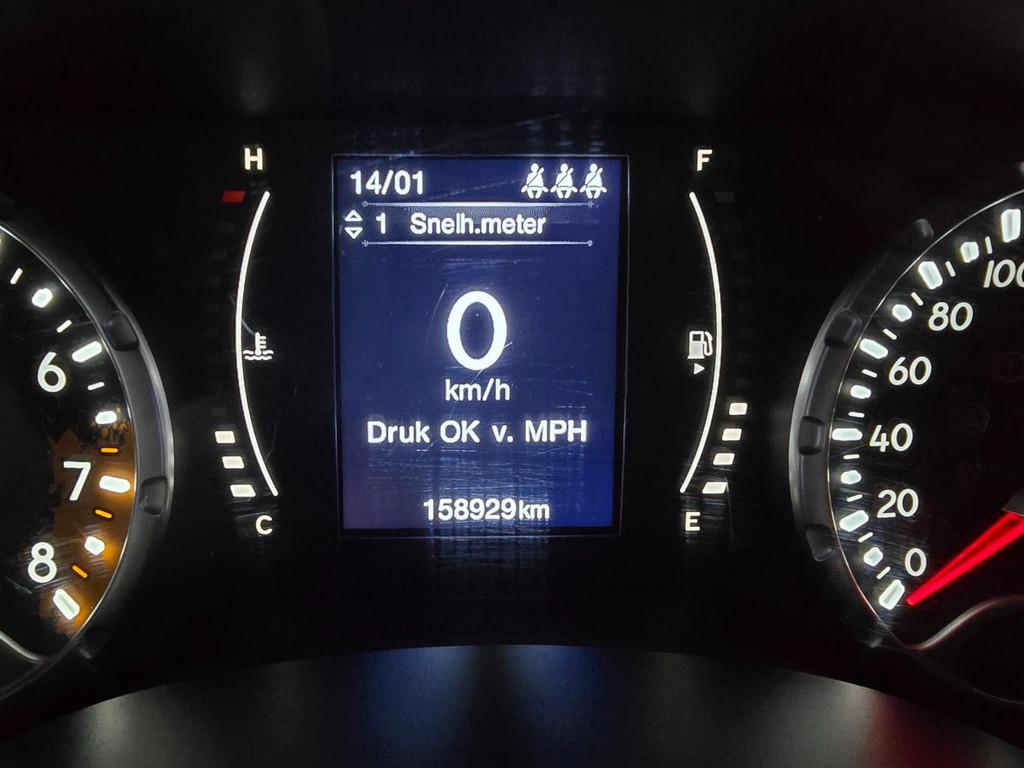 H
F
14/01
1 Snelh.meter
0
km/h
Druk OK v. MPH
158929km
C
E
6
7
8
100
80
60
40
20
0